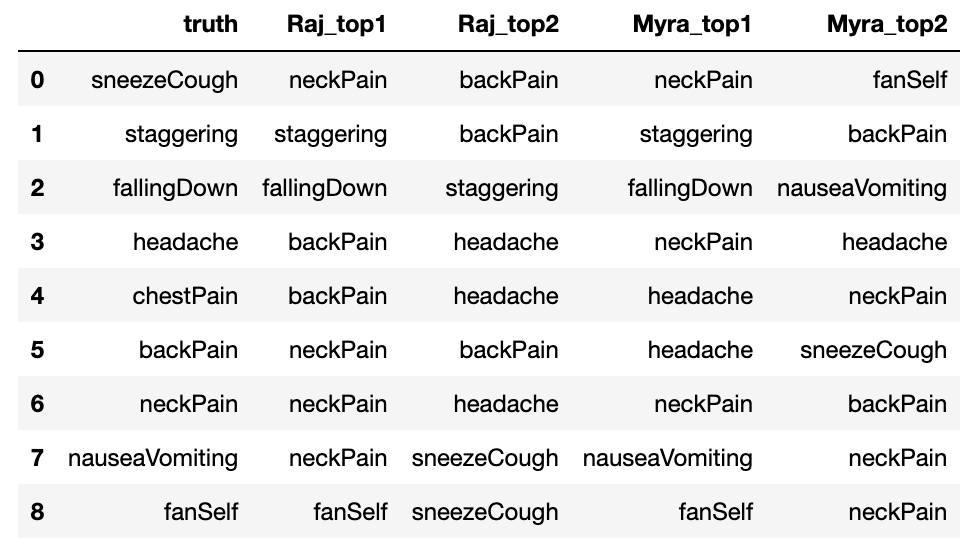 truth Raj_top1 Raj_top2 Myra_top1 Myra_top2
0 sneezeCough neckPain backPain neckPain fanSelf
1 staggering staggering backPain staggering backPain
2 fallingDown fallingDown staggering fallingDown nauseaVomiting
3 headache backPain headache neckPain headache
4 chestPain backPain headache headache neckPain
5 backPain neckPain backPain headache sneezeCough
6 neckPain neckPain headache neckPain backPain
7 nauseaVomiting neckPain sneezeCough nauseaVomiting neckPain
8 fanSelf fanSelf sneezeCough fanSelf neckPain